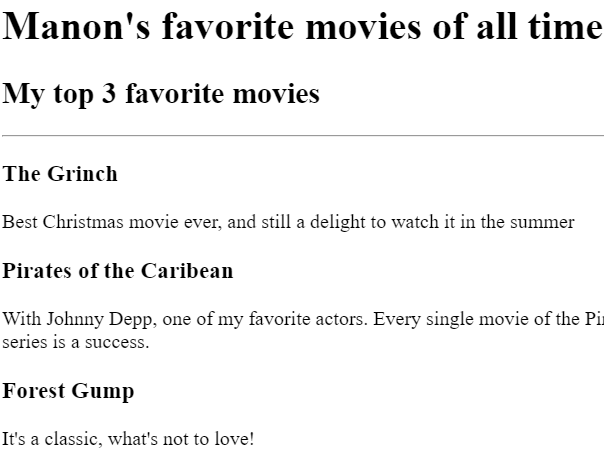 Manon's favorite movies of all time
My top 3 favorite movies
The Grinch
Best Christmas movie ever, and still a delight to watch it in the summer
Pirates of the Caribean
With Johnny Depp, one of my favorite actors. Every single movie of the
series is a success.
Forest Gump
It's a classic, what's not to love!